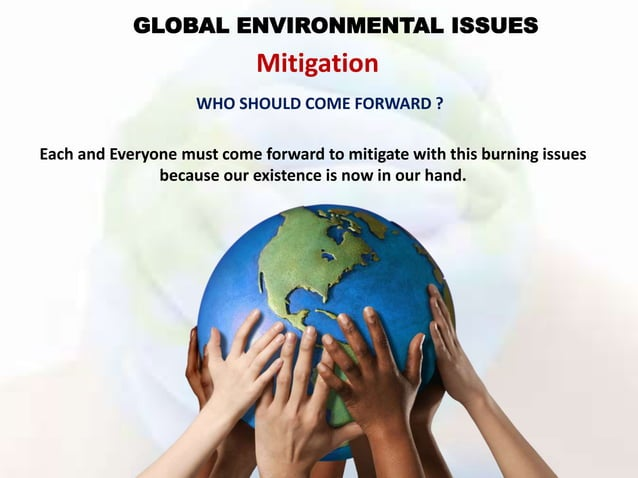 GLOBAL ENVIRONMENTAL ISSUES
Mitigation
WHO SHOULD COME FORWARD ?
Each and Everyone must come forward to mitigate with this burning issues
because our existence is now in our hand.